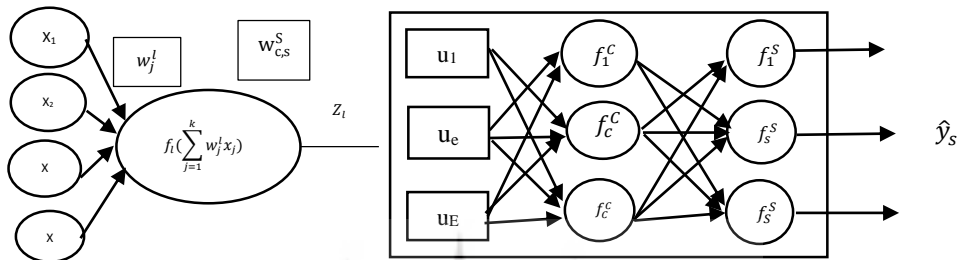 X₁
X₂
X
X
w_j^l
w_{c,s}^S
f_l(∑_{j=1}^{k} w_j^l x_j)
Z_l
u₁
u_e
u_E
f_1^C
f_c^C
f_c^C
f_1^S
f_s^S
f_S^S
ŷ_s